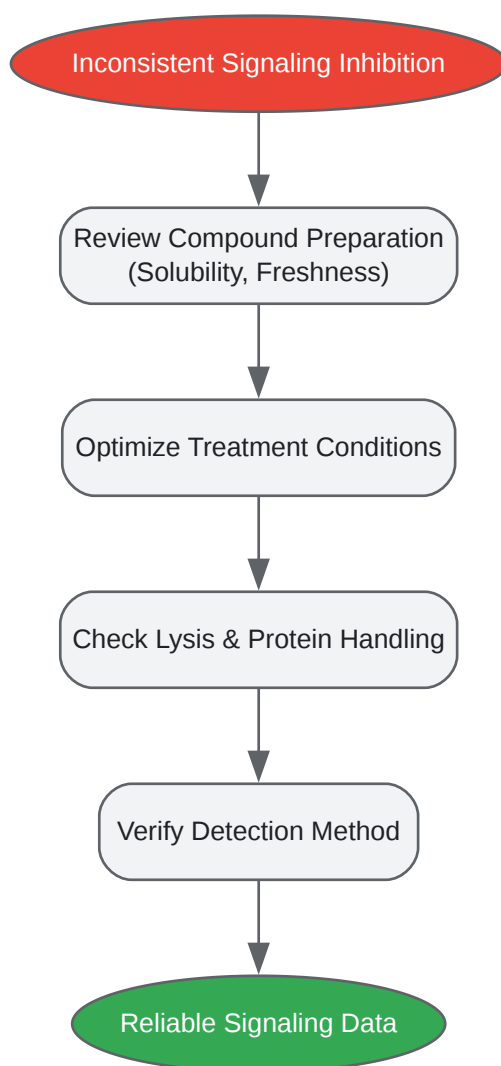 Inconsistent Signaling Inhibition
Review Compound Preparation
(Solubility, Freshness)
Optimize Treatment Conditions
Check Lysis & Protein Handling
Verify Detection Method
Reliable Signaling Data